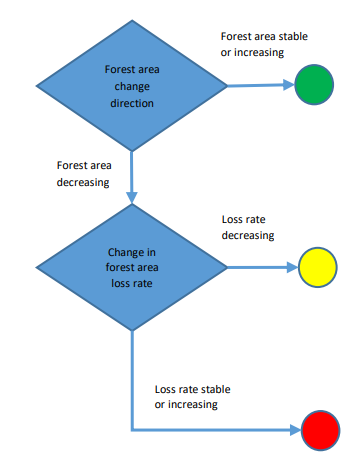 Forest area stable
or increasing
Forest area
change
direction
Forest area
decreasing
Loss rate
decreasing
Change in
forest area
loss rate
Loss rate stable
or increasing